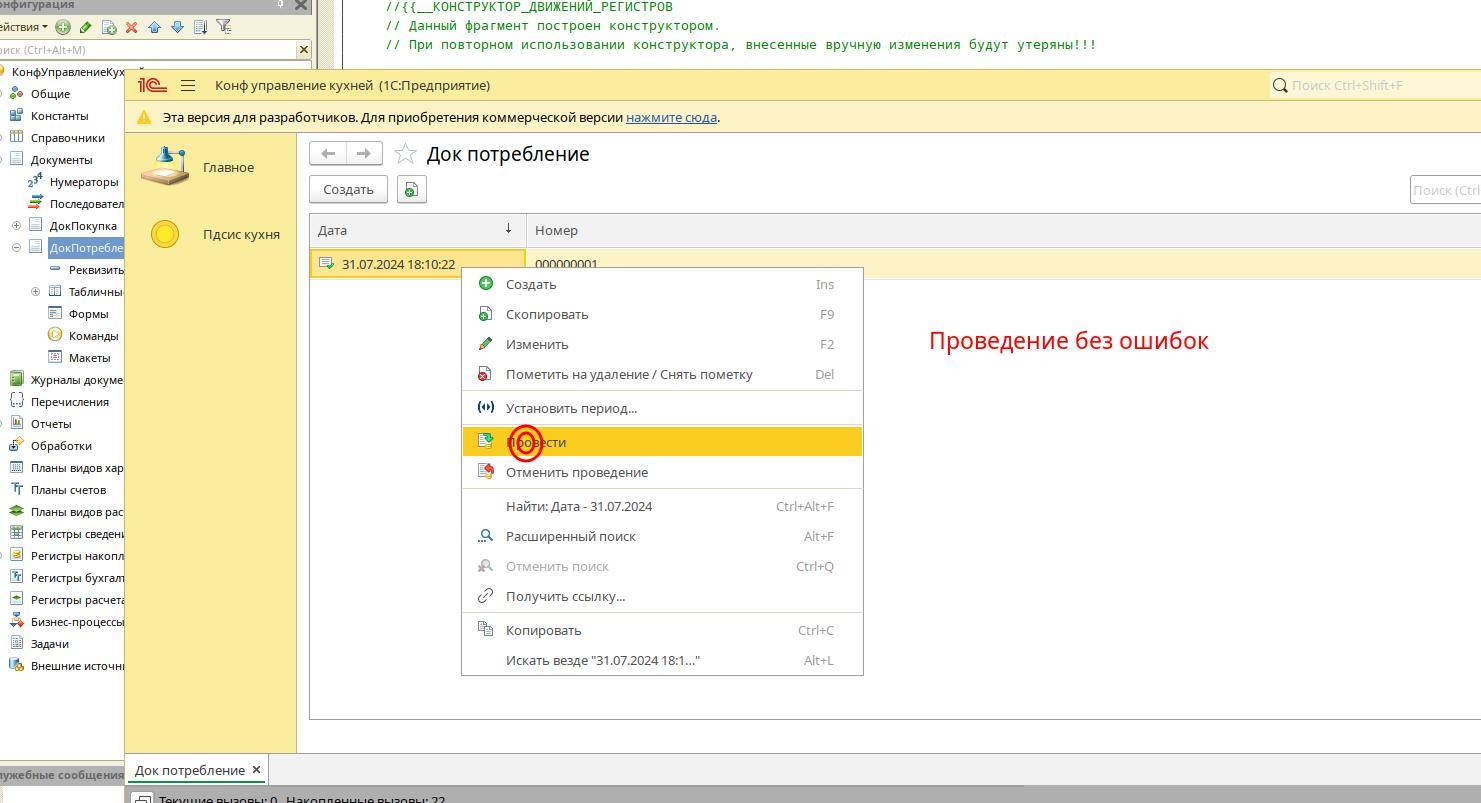 онфигурация
//{{__КОНСТРУКТОР_ДВИЖЕНИЙ_РЕГИСТРОВ
// Данный фрагмент построен конструктором.
// При повторном использовании конструктора, внесенные вручную изменения будут утеряны!!!
ействия
оиск (Ctrl+Alt+M)
КонфУправлениеКух
Общие
Константы
Справочники
Документы
Нумераторы
Последовател
ДокПокупка
ДокПотребле
Реквизиты
Табличные
Формы
Команды
Макеты
Журналы докуме
Перечисления
Отчеты
Обработки
Планы видов хар
Планы счетов
Планы видов рас
Регистры сведени
Регистры накопл
Регистры бухгалт
Регистры расчета
Бизнес-процессы
Задачи
Внешние источни
лужебные сообщения
1С
Конф управление кухней (1С:Предприятие)
Поиск Ctrl+Shift+F
Эта версия для разработчиков. Для приобретения коммерческой версии нажмите сюда.
Главное
Пдсис кухня
Док потребление
Создать
Поиск (Ctrl
Дата
Номер
31.07.2024 18:10:22
000000001
Создать Ins
Скопировать F9
Изменить F2
Пометить на удаление / Снять пометку Del
Установить период...
Провести
Отменить проведение
Найти: Дата - 31.07.2024 Ctrl+Alt+F
Расширенный поиск Alt+F
Отменить поиск Ctrl+Q
Получить ссылку...
Копировать Ctrl+C
Искать везде "31.07.2024 18:1..." Alt+L
Проведение без ошибок
Док потребление
Текущие вызовы: 0 Накопленные вызовы: 22